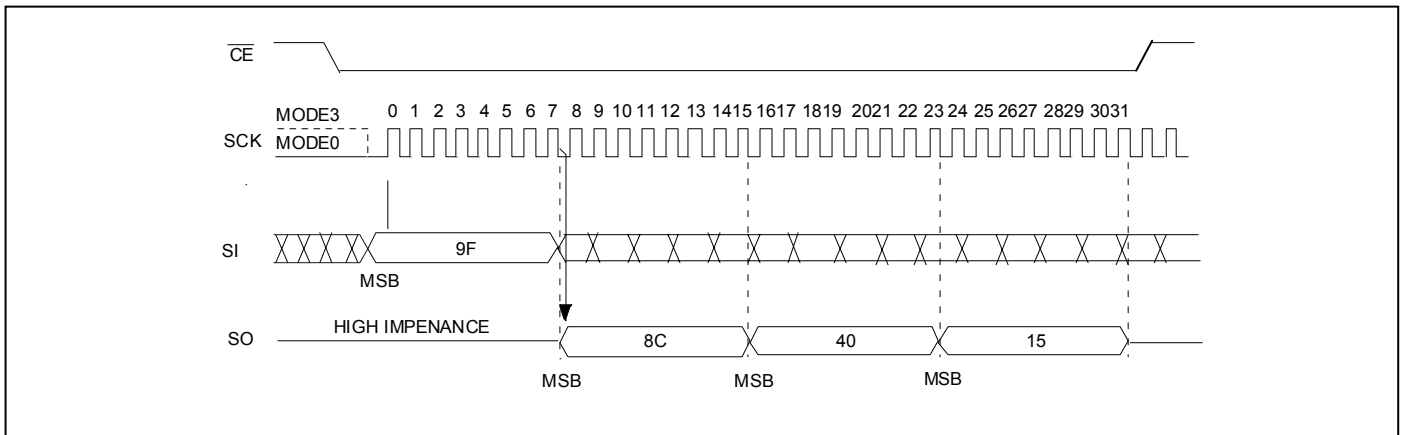 CE
MODE3
0 1 2 3 4 5 6 7 8 9 10 11 12 13 14 15 16 17 18 19 20 21 22 23 24 25 26 27 28 29 30 31
SCK
MODE0
SI
9F
MSB
SO
HIGH IMPENANCE
8C
40
15
MSB
MSB
MSB